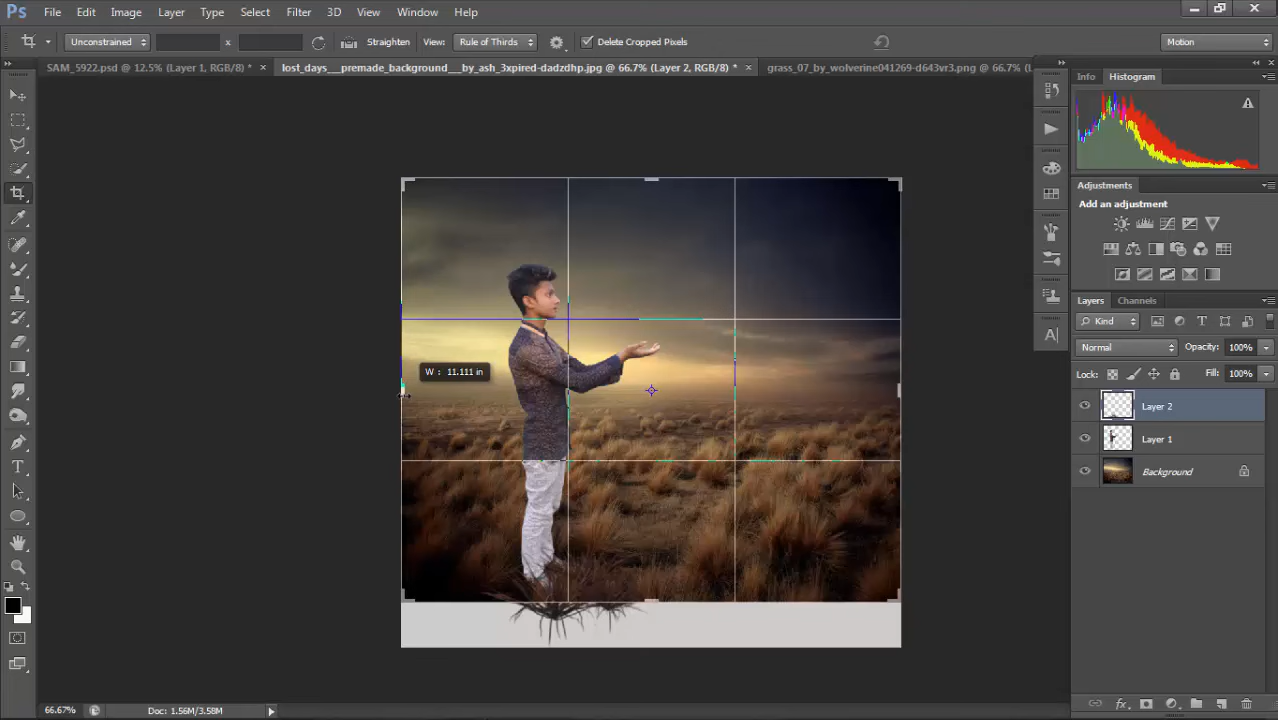 Ps File Edit Image Layer Type Select Filter 3D View Window Help
Unconstrained x Straighten View: Rule of Thirds Delete Cropped Pixels Motion
SAM_5922.psd @ 12.5% (Layer 1, RGB/8) * × lost_days___premade_background___by_ash_3xpired-dadzdhp.jpg @ 66.7% (Layer 2, RGB/8) * × grass_07_by_wolverine041269-d643vr3.png @ 66.7% (L
Info Histogram
Adjustments
Add an adjustment
Layers Channels
Kind T
Normal Opacity: 100%
Lock: Fill: 100%
Layer 2
Layer 1
Background
W : 11.111 in
A
T
fx
66.67% Doc: 1.56M/3.58M